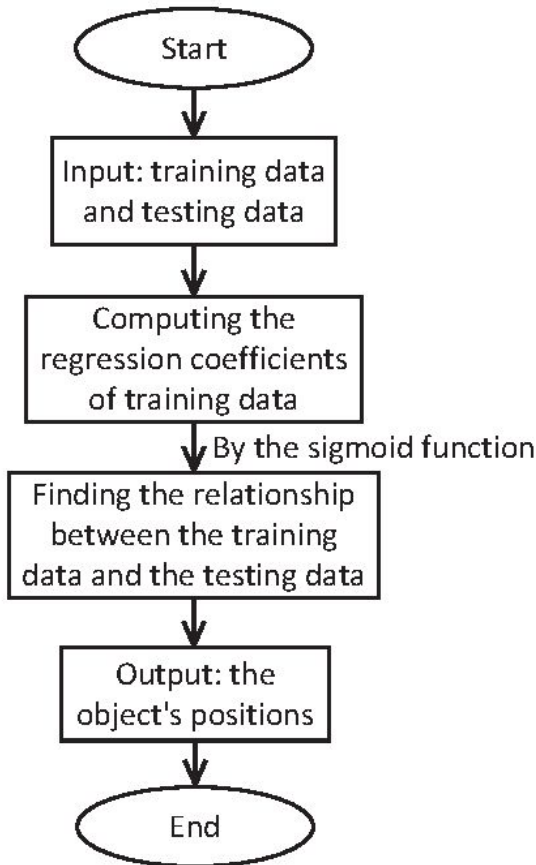 Start
Input: training data
and testing data
Computing the
regression coefficients
of training data
By the sigmoid function
Finding the relationship
between the training
data and the testing data
Output: the
object's positions
End